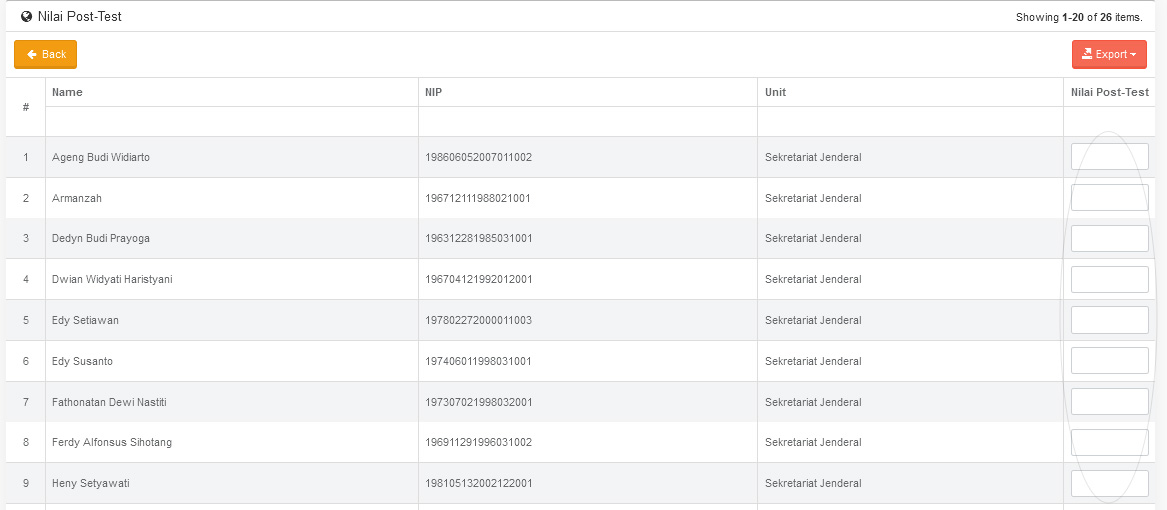 Nilai Post-Test
Showing 1-20 of 26 items.
Back
Export
# Name NIP Unit Nilai Post-Test
1 Ageng Budi Widiarto 198606052007011002 Sekretariat Jenderal
2 Armanzah 196712111988021001 Sekretariat Jenderal
3 Dedyn Budi Prayoga 196312281985031001 Sekretariat Jenderal
4 Dwian Widyati Haristyani 196704121992012001 Sekretariat Jenderal
5 Edy Setiawan 197802272000011003 Sekretariat Jenderal
6 Edy Susanto 197406011998031001 Sekretariat Jenderal
7 Fathonatan Dewi Nastiti 197307021998032001 Sekretariat Jenderal
8 Ferdy Alfonsus Sihotang 196911291996031002 Sekretariat Jenderal
9 Heny Setyawati 198105132002122001 Sekretariat Jenderal